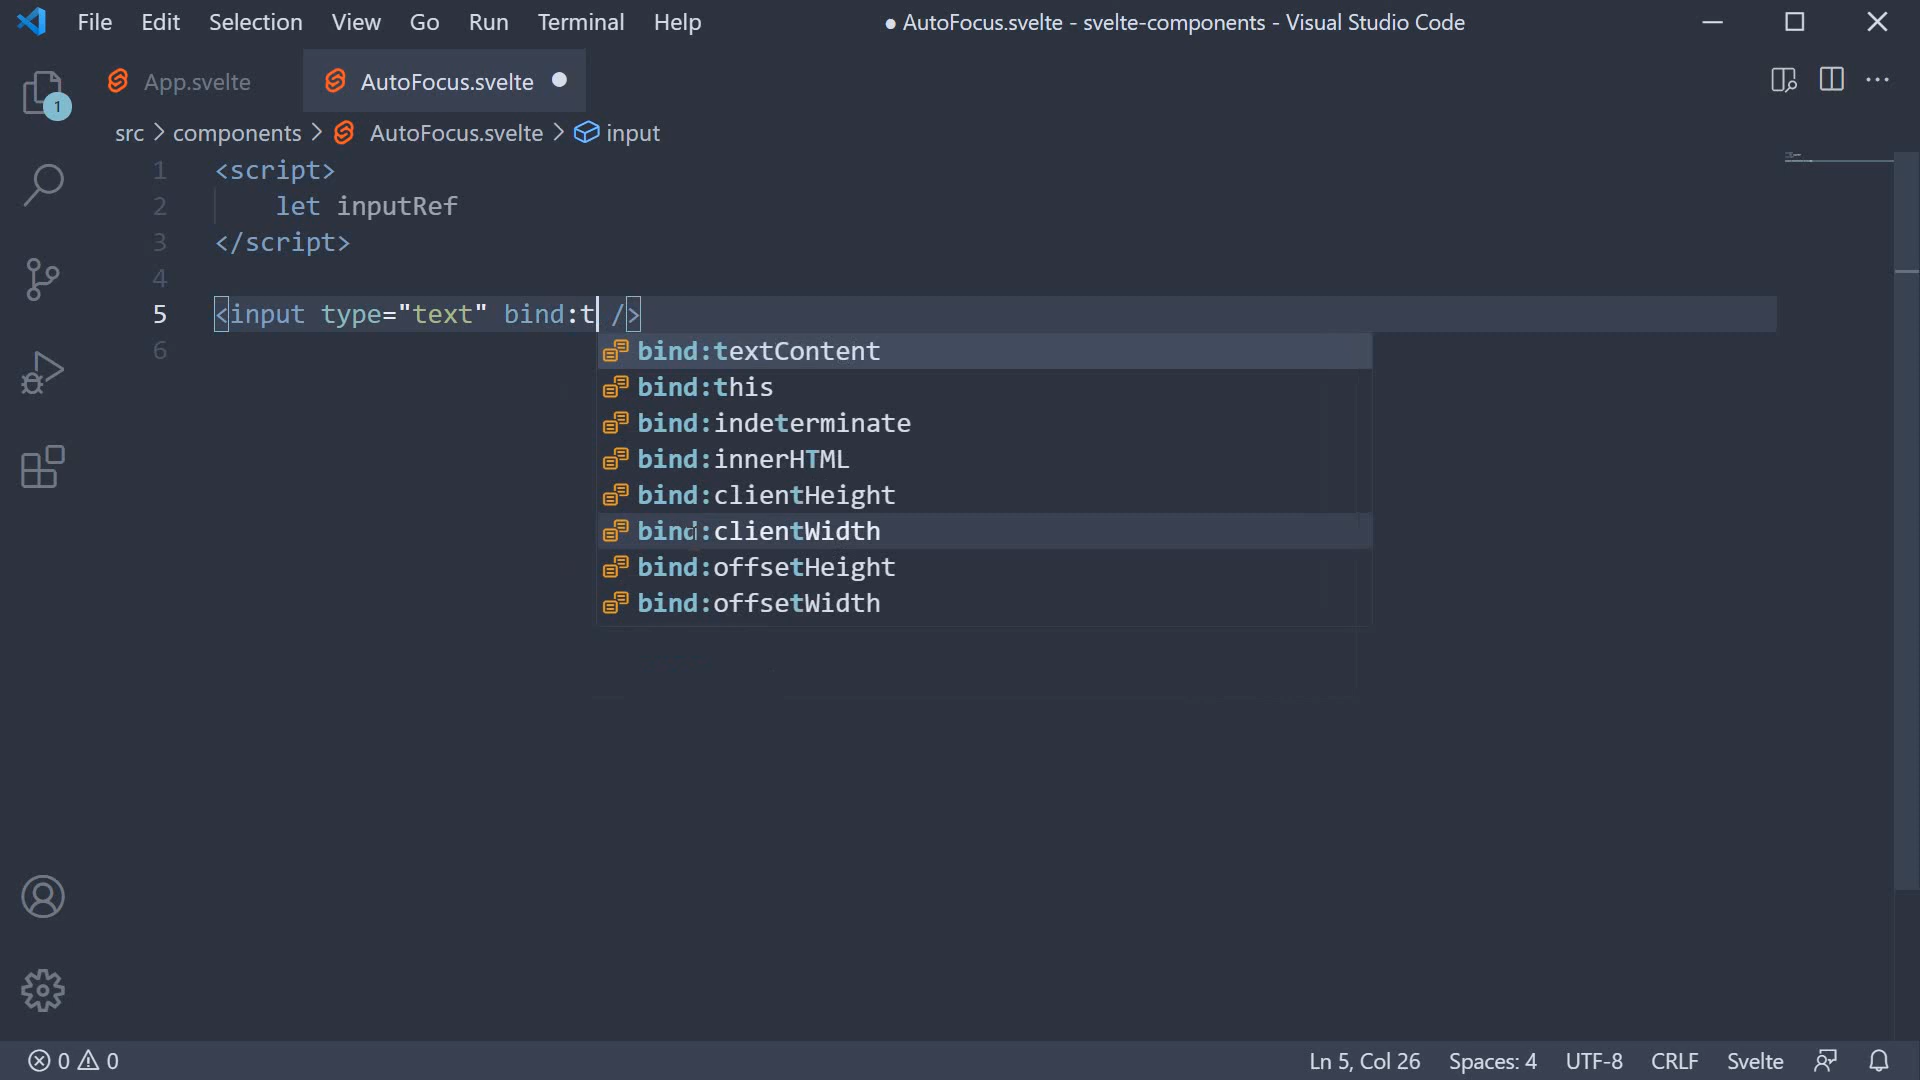 File Edit Selection View Go Run Terminal Help ● AutoFocus.svelte - svelte-components - Visual Studio Code
App.svelte AutoFocus.svelte
1
src > components > AutoFocus.svelte > input
1 <script>
2 let inputRef
3 </script>
4
5 <input type="text" bind:t />
6
bind:textContent
bind:this
bind:indeterminate
bind:innerHTML
bind:clientHeight
bind:clientWidth
bind:offsetHeight
bind:offsetWidth
0 0 Ln 5, Col 26 Spaces: 4 UTF-8 CRLF Svelte